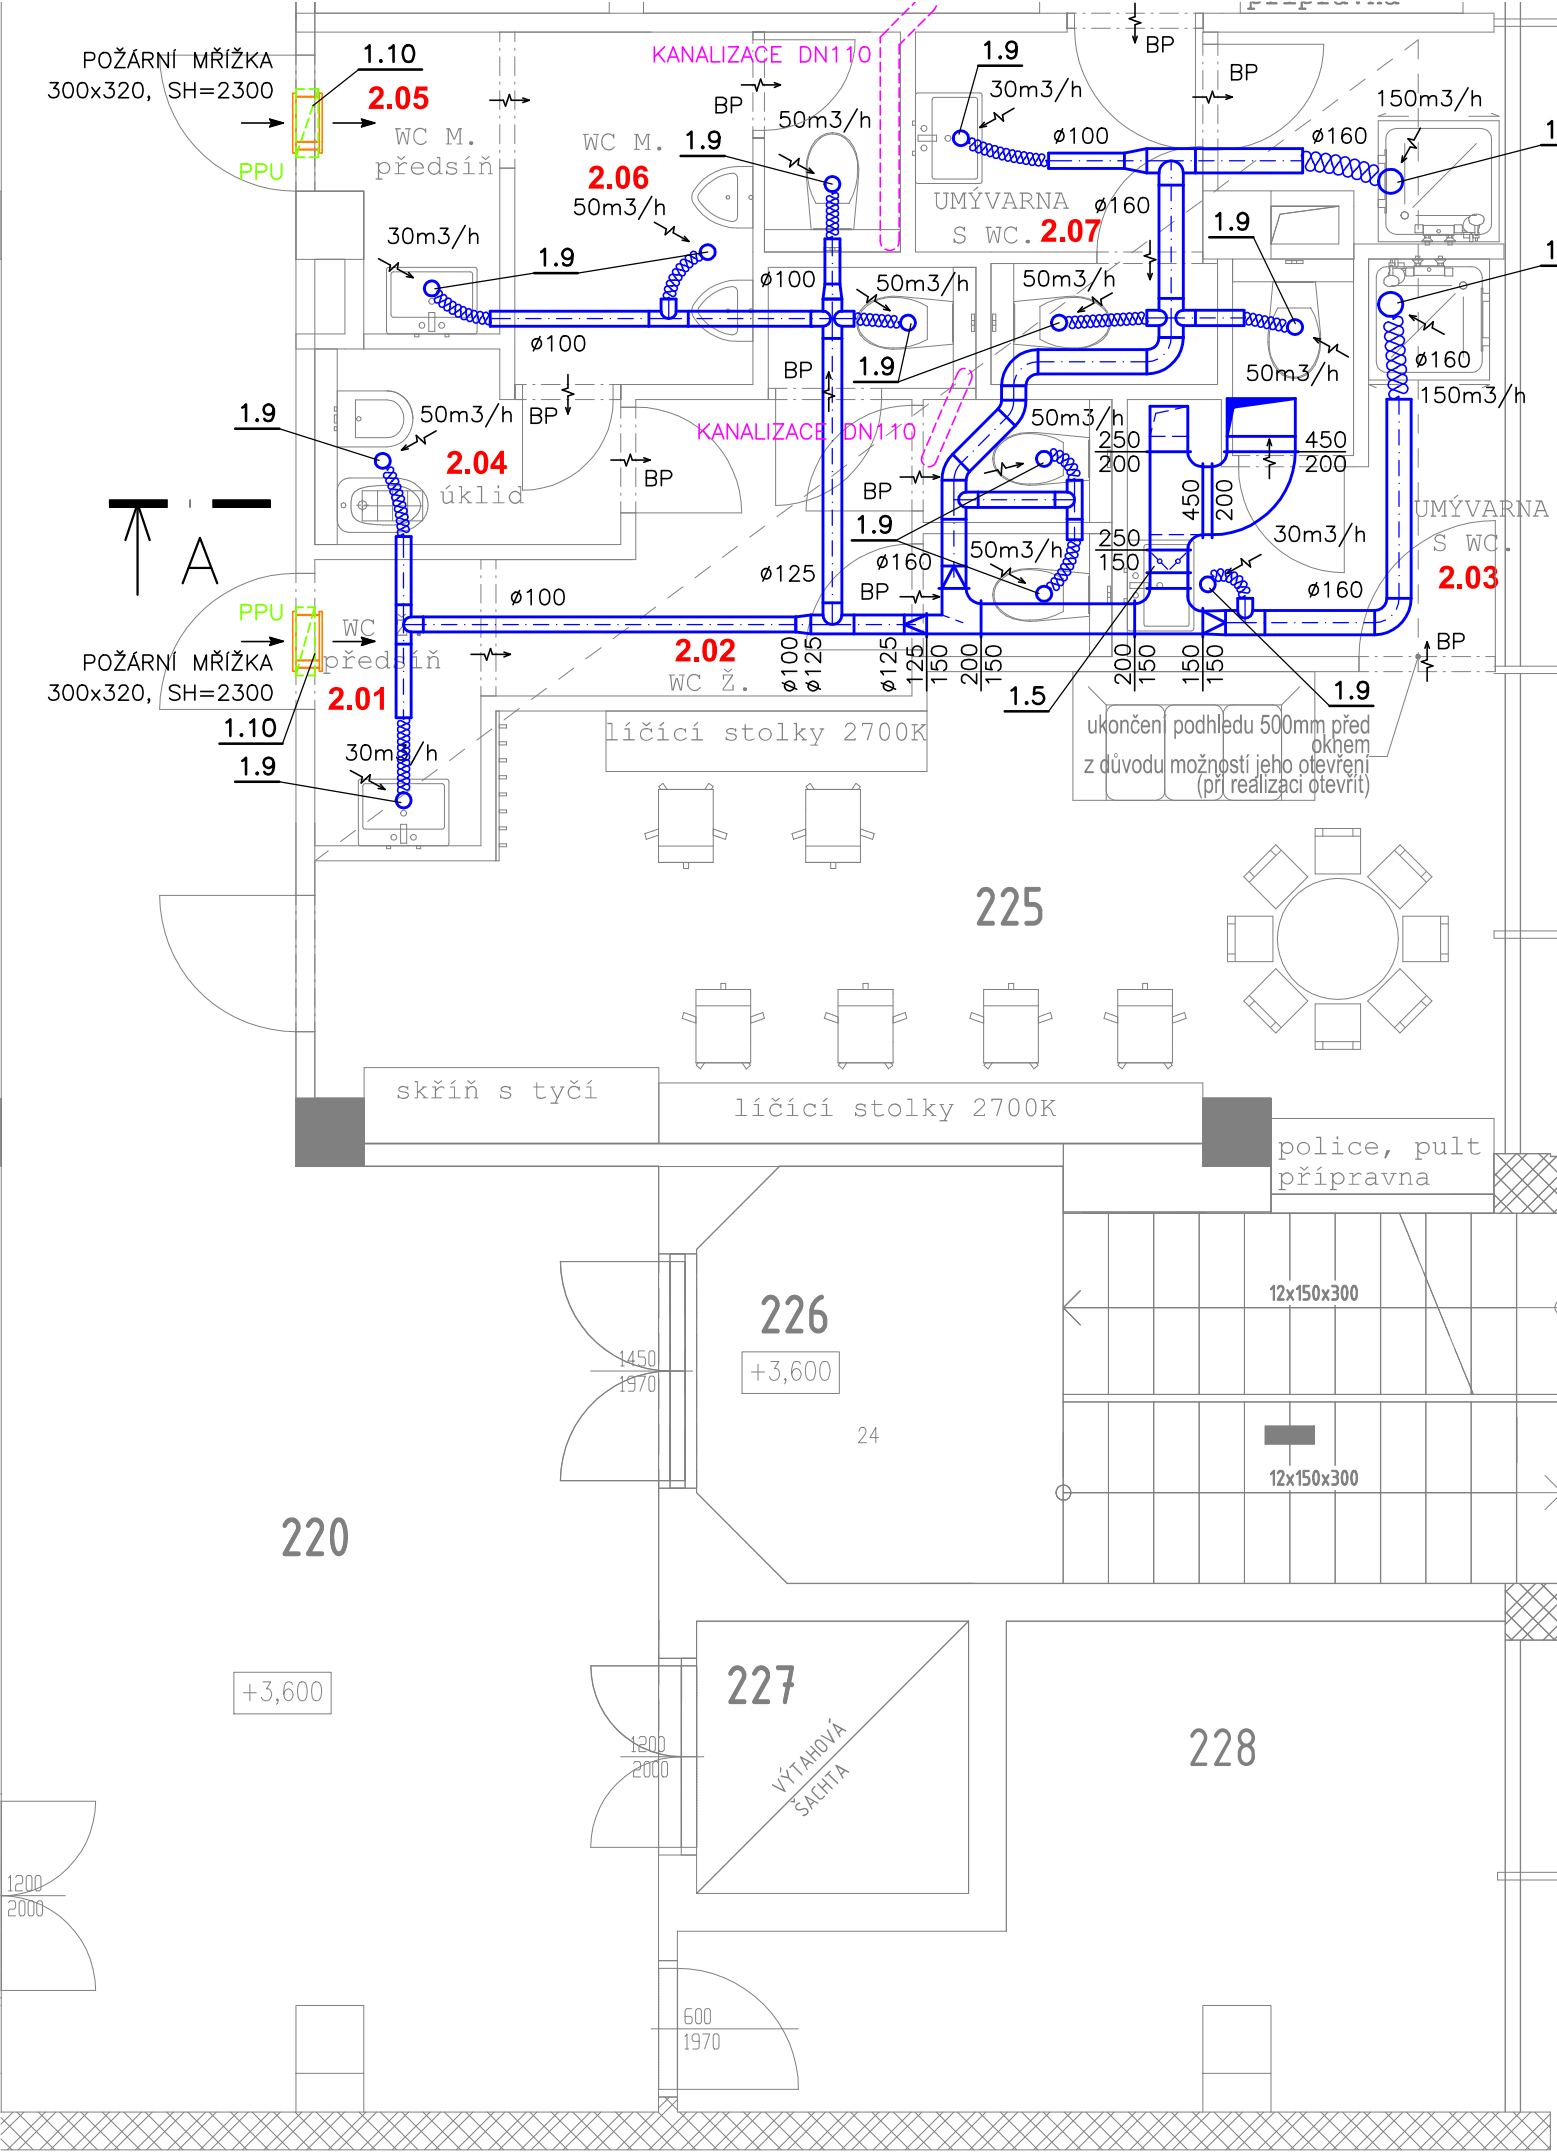 přípravna
POŽÁRNÍ MŘÍŽKA
300x320, SH=2300
1.10
2.05
PPU
WC M.
předsíň
WC M.
2.06
KANALIZACE DN110
BP
50m3/h
1.9
1.9
30m3/h
BP
BP
ø100
ø160
150m3/h
1
UMÝVARNA
S WC.
2.07
ø160
1.9
1
50m3/h
30m3/h
1.9
ø100
50m3/h
50m3/h
ø100
BP
1.9
50m3/h
ø160
150m3/h
1.9
50m3/h
BP
2.04
úklid
BP
KANALIZACE DN110
50m3/h
BP
250
200
450
200
450
200
UMÝVARNA
S WC.
2.03
A
1.9
50m3/h
250
150
30m3/h
ø125
ø160
BP
ø160
PPU
WC Ž.
předsíň
2.01
ø100
2.02
WC Ž.
POŽÁRNÍ MŘÍŽKA
300x320, SH=2300
1.10
1.9
30m3/h
ø100
ø125
ø125
125
150
200
150
200
150
150
150
BP
1.5
1.9
líčící stolky 2700K
ukončení podhledu 500mm před
oknem
z důvodu možností jeho otevření
(při realizaci otevřít)
225
skříň s tyčí
líčící stolky 2700K
police, pult
přípravna
226
+3,600
24
1450
1970
12x150x300
12x150x300
220
+3,600
227
VÝTAHOVÁ
ŠACHTA
1200
2000
228
1200
2000
600
1970